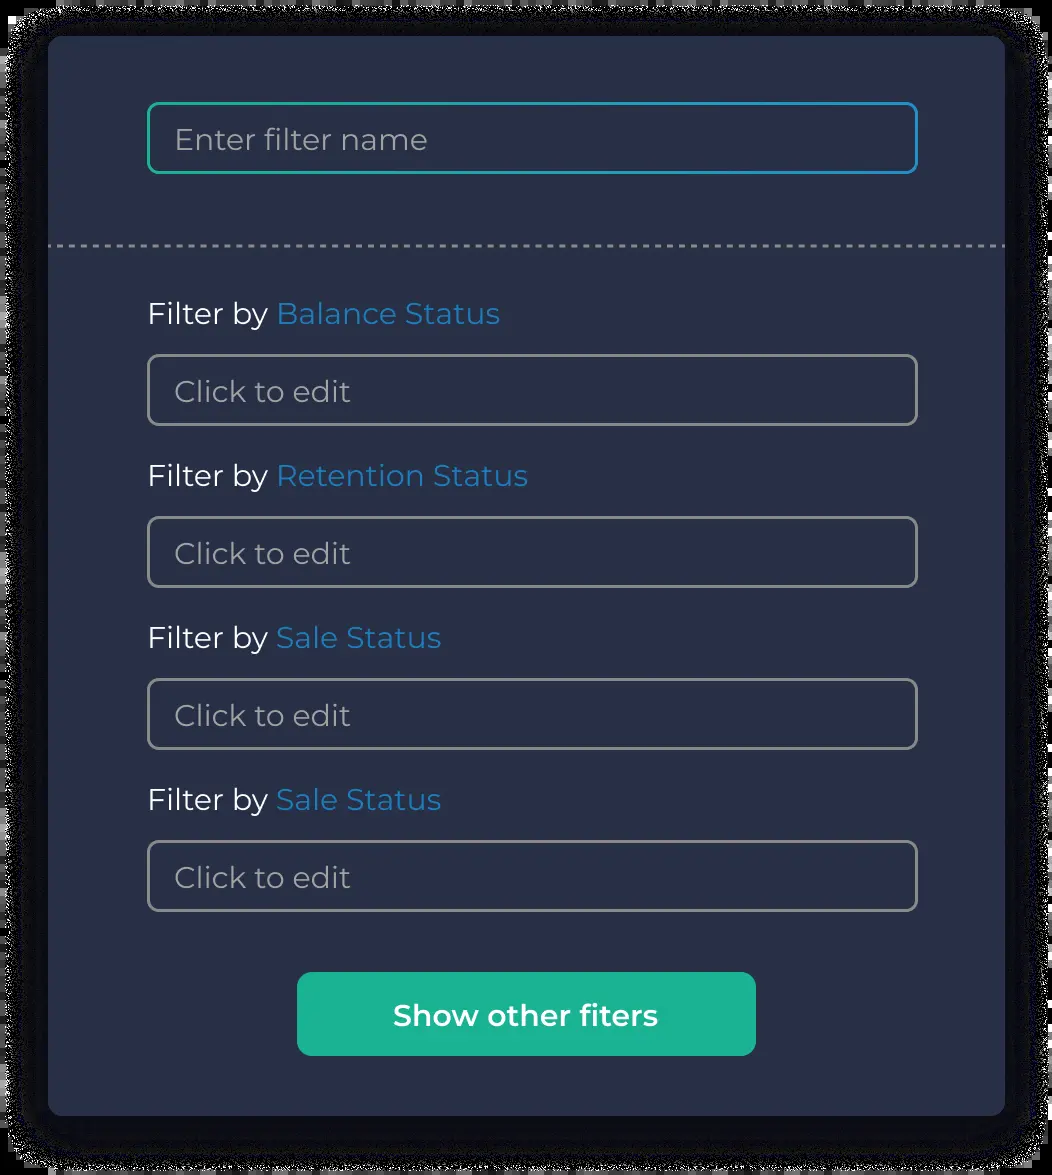 Enter filter name
Filter by Balance Status
Click to edit
Filter by Retention Status
Click to edit
Filter by Sale Status
Click to edit
Filter by Sale Status
Click to edit
Show other fiters